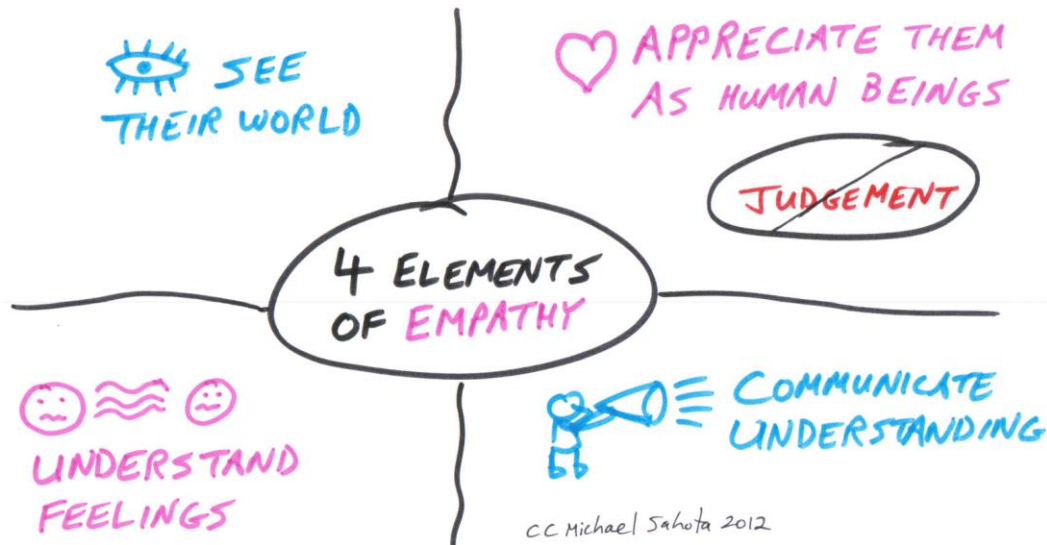 SEE
THEIR WORLD
APPRECIATE THEM
AS HUMAN BEINGS
JUDGEMENT
4 ELEMENTS
OF EMPATHY
UNDERSTAND
FEELINGS
COMMUNICATE
UNDERSTANDING
CC Michael Sahota 2012